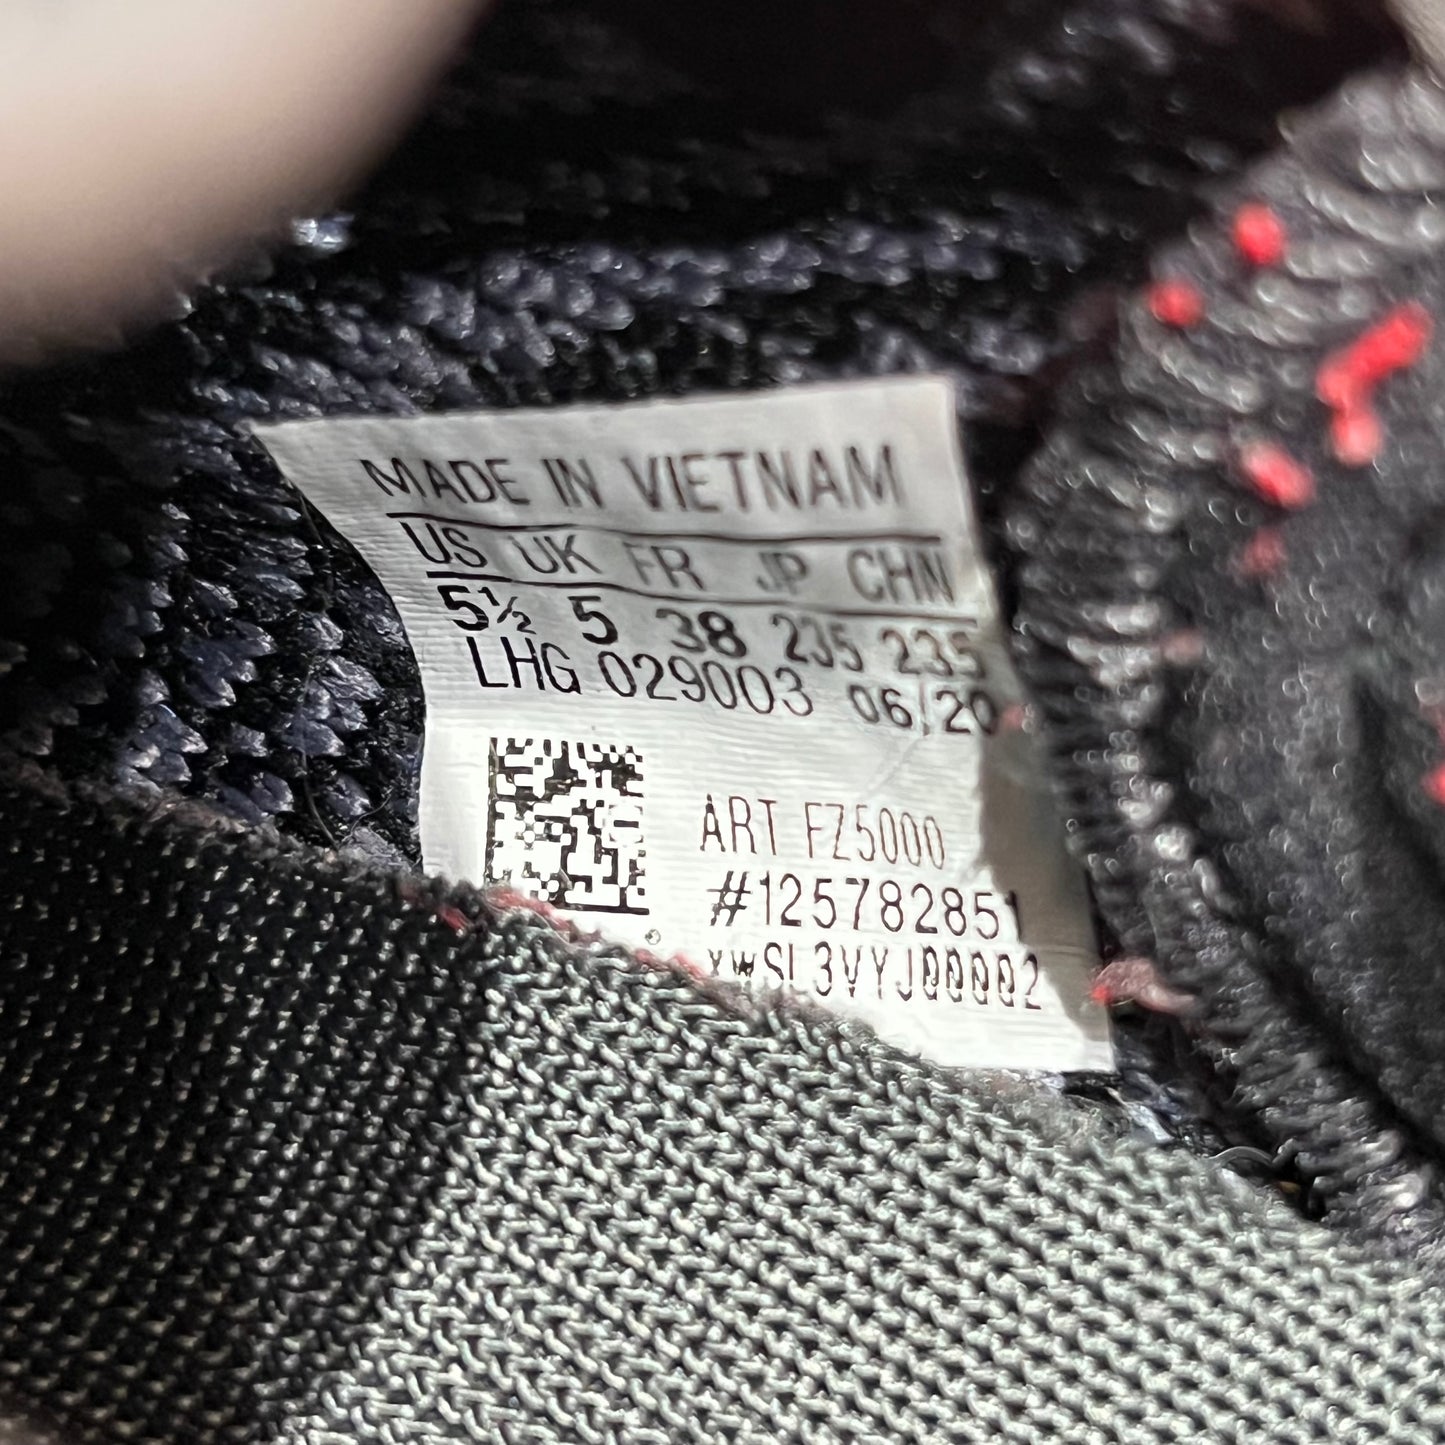 MADE IN VIETNAM
US UK FR JP CHN
5½ 5 38 235 235
LHG 029003 06/20
ART FZ5000
#125782851
XWSL3VYJ00002